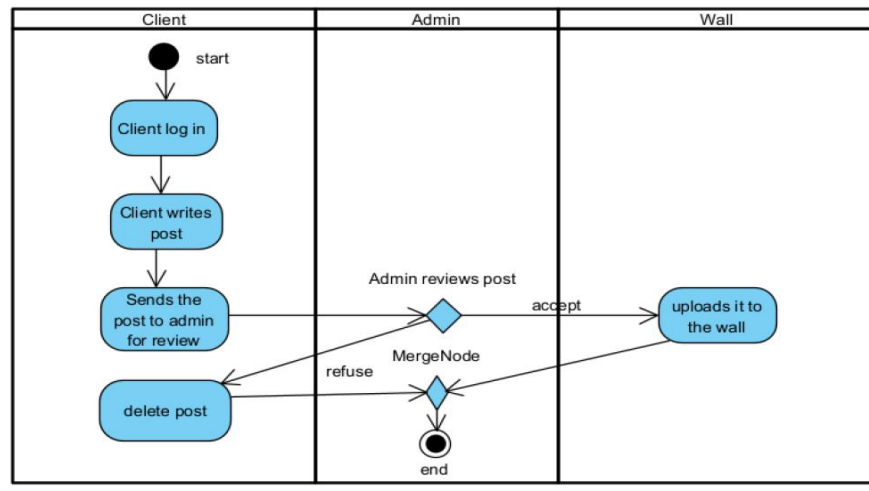 Client
Admin
Wall
start
Client log in
Client writes
post
Sends the
post to admin
for review
Admin reviews post
accept
uploads it to
the wall
MergeNode
refuse
delete post
end